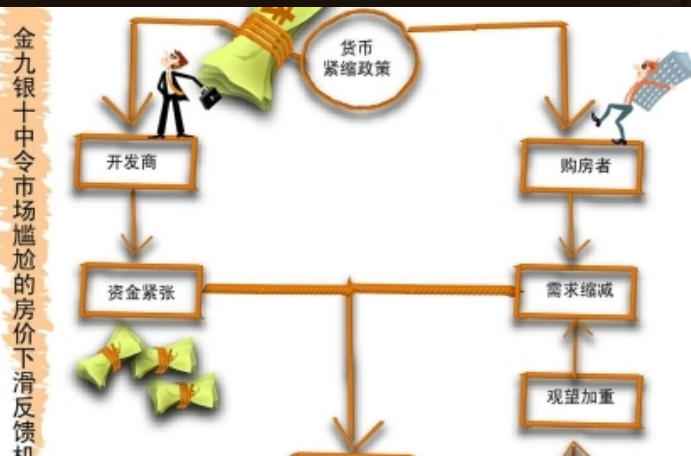 金九银十中令市场尴尬的房价下滑反馈机
货币
紧缩政策
开发商
购房者
资金紧张
需求缩减
观望加重